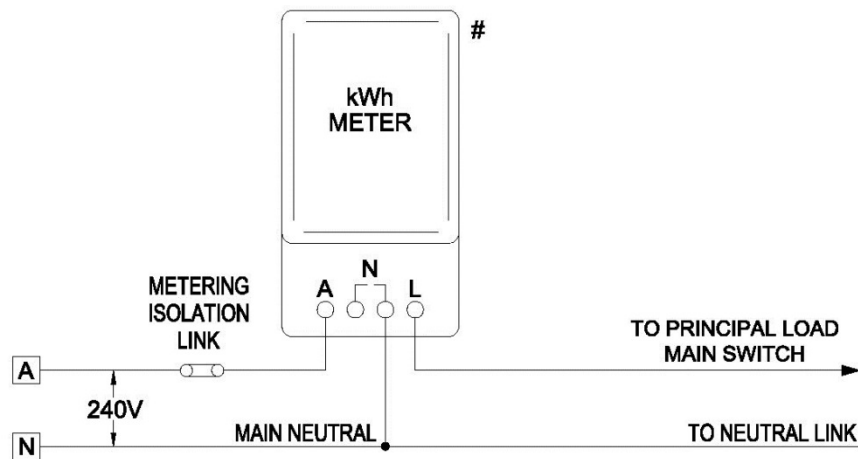 #
kWh
METER
N
A
L
METERING
ISOLATION
LINK
TO PRINCIPAL LOAD
MAIN SWITCH
A
240V
MAIN NEUTRAL
TO NEUTRAL LINK
N